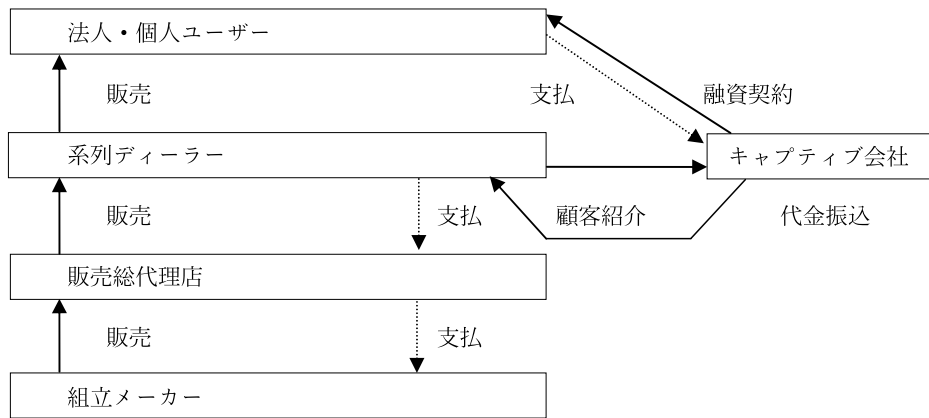 法人・個人ユーザー
販売
支払
融資契約
系列ディーラー
キャプティブ会社
販売
支払
顧客紹介
代金振込
販売総代理店
販売
支払
組立メーカー